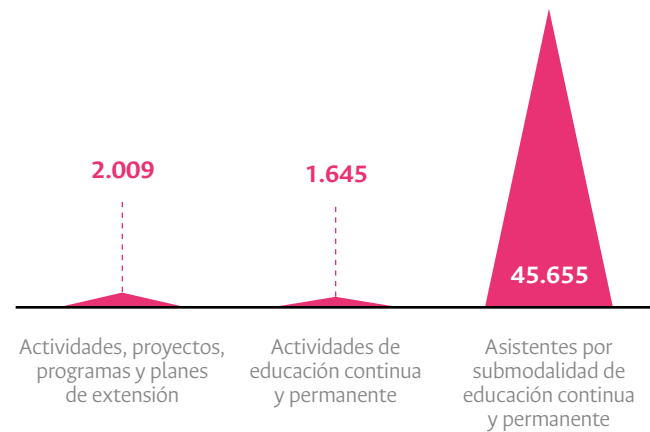 2.009
1.645
45.655
Actividades, proyectos,
programas y planes
de extensión
Actividades de
educación continua
y permanente
Asistentes por
submodalidad de
educación continua
y permanente